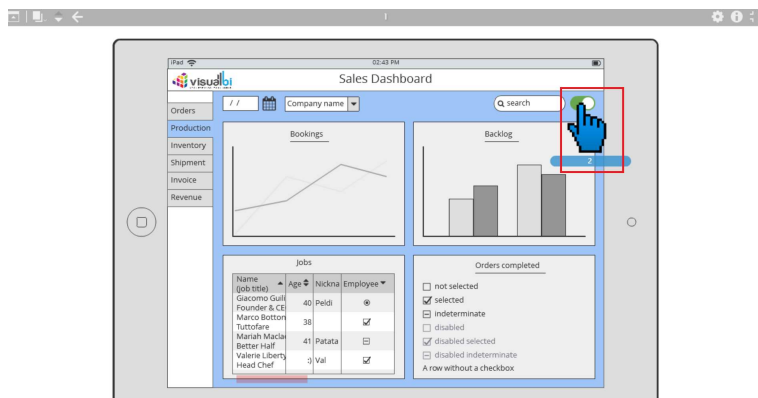 iPad 02:43 PM
visualbi
Sales Dashboard
/ / Company name search
Orders
Production
Inventory
Shipment
Invoice
Revenue
Bookings
Backlog
2
Jobs
Name
(job title) Age Nickna Employee
Giacomo Guili
Founder & CE 40 Peldi
Marco Botton
Tuttofare 38
Mariah Maclac
Better Half 41 Patata
Valerie Liberty
Head Chef :) Val
Orders completed
not selected
selected
indeterminate
disabled
disabled selected
disabled indeterminate
A row without a checkbox